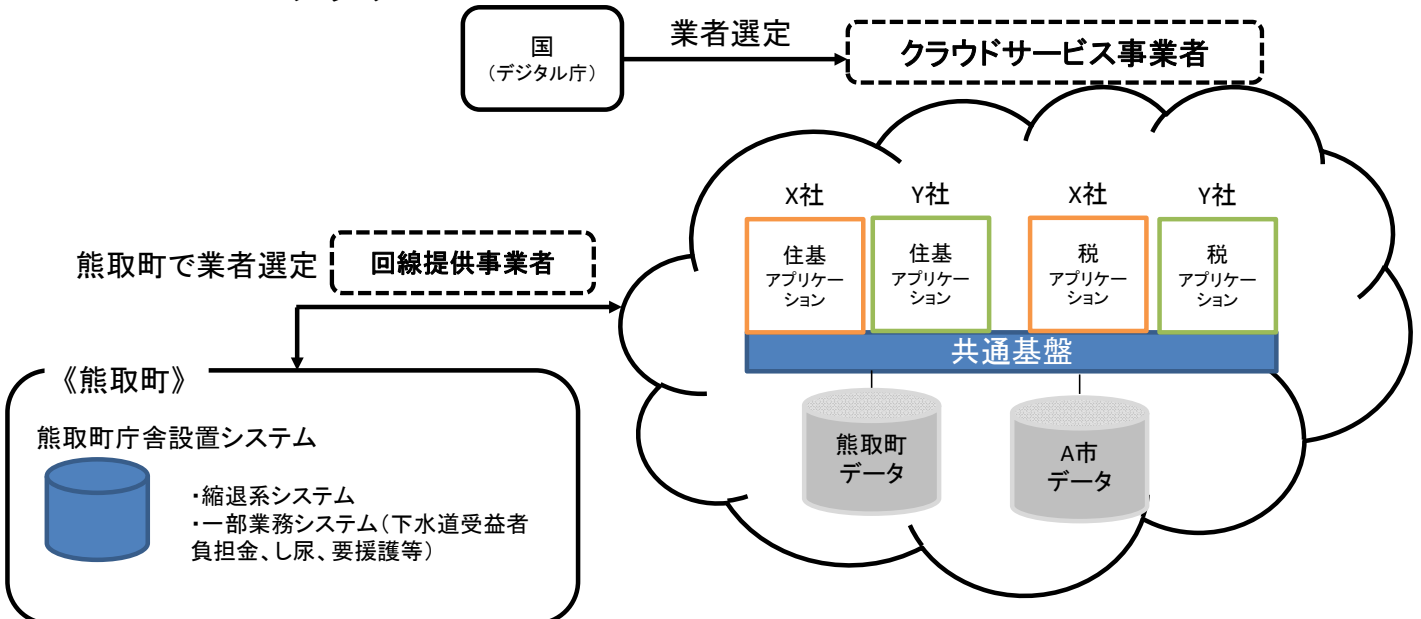 国
(デジタル庁)
業者選定
クラウドサービス事業者
X社
Y社
X社
Y社
住基
アプリケー
ション
住基
アプリケー
ション
税
アプリケー
ション
税
アプリケー
ション
共通基盤
熊取町
データ
A市
データ
熊取町で業者選定
回線提供事業者
《熊取町》
熊取町庁舎設置システム
・縮退系システム
・一部業務システム(下水道受益者
負担金、し尿、要援護等)